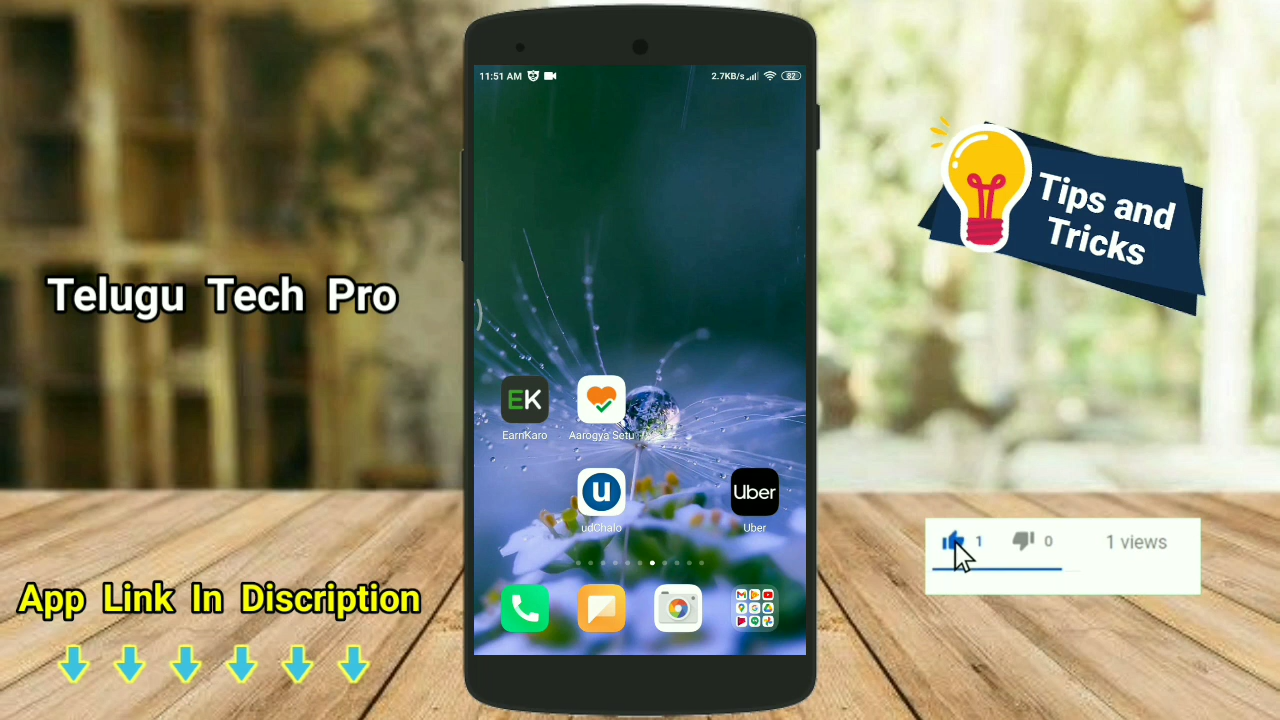 Telugu Tech Pro
App Link In Discription
11:51 AM
2.7KB/s
82
EK
EarnKaro
Aarogya Setu
u
udChalo
Uber
Uber
Tips and
Tricks
1
0
1 views